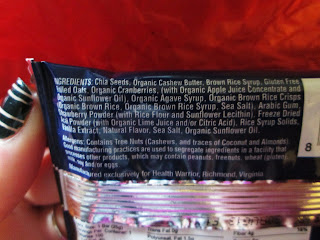 INGREDIENTS: Chia Seeds, Organic Cashew Butter, Brown Rice Syrup, Gluten Free
Rolled Oats, Organic Cranberries, (with Organic Apple Juice Concentrate and
Organic Sunflower Oil), Organic Agave Syrup, Organic Brown Rice Crisps
(Organic Brown Rice, Organic Brown Rice Syrup, Sea Salt), Arabic Gum,
Strawberry Powder (with Rice Flour and Sunflower Lecithin), Freeze Dried
Powder (with Organic Lime Juice and/or Citric Acid), Rice Syrup Solids,
Vanilla Extract, Natural Flavor, Sea Salt, Organic Sunflower Oil.
Allergens: Contains Tree Nuts (Cashews, and traces of Coconut and Almonds).
Good manufacturing practices are used to segregate ingredients in a facility that
processes other products, which may contain peanuts, treenuts, wheat (gluten),
soy and/or eggs.
Manufactured exclusively for Health Warrior, Richmond, Virginia
8